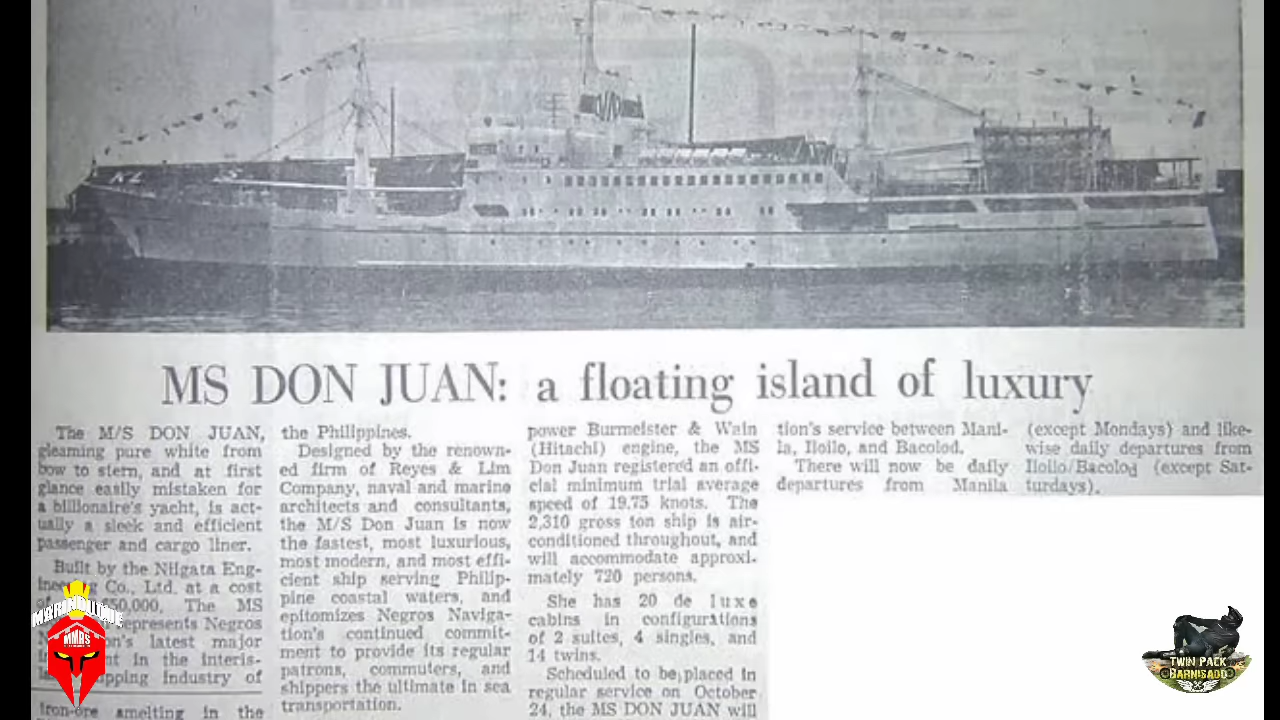 MS DON JUAN: a floating island of luxury
The M/S DON JUAN,
gleaming pure white from
bow to stern, and at first
glance easily mistaken for
a billionaire's yacht, is act-
ually a sleek and efficient
passenger and cargo liner.
Built by the Niigata Eng-
Co., Ltd. at a cost
The MS
Negros
latest major
in the interis-
industry of
iron-ore smelting in the
the Philippines.
Designed by the renown-
ed firm of Reyes & Lim
Company, naval and marine
architects and consultants,
the M/S Don Juan is now
the fastest, most luxurious,
most modern, and most effi-
cient ship serving Philip-
pine coastal waters, and
epitomizes Negros Naviga-
tion's continued commit-
ment to provide its regular
patrons, commuters, and
shippers the ultimate in sea
transportation.
power Burmeister & Wain
(Hitachi) engine, the MS
Don Juan registered an offi-
cial minimum trial average
speed of 19.75 knots. The
2,310 gross ton ship is air-
conditioned throughout, and
will accommodate approxi-
mately 720 persons.
She has 20 de luxe
cabins in configurations
of 2 suites, 4 singles, and
14 twins.
Scheduled to be placed in
regular service on October
24, the MS DON JUAN will
tion's service between Mani-
la, Iloilo, and Bacolod.
There will now be daily
departures from Manila
(except Mondays) and like-
wise daily departures from
Iloilo/Bacolod (except Sat-
turdays).
MARINDUQUE
MMRS
TWIN PACK
BARNISADO